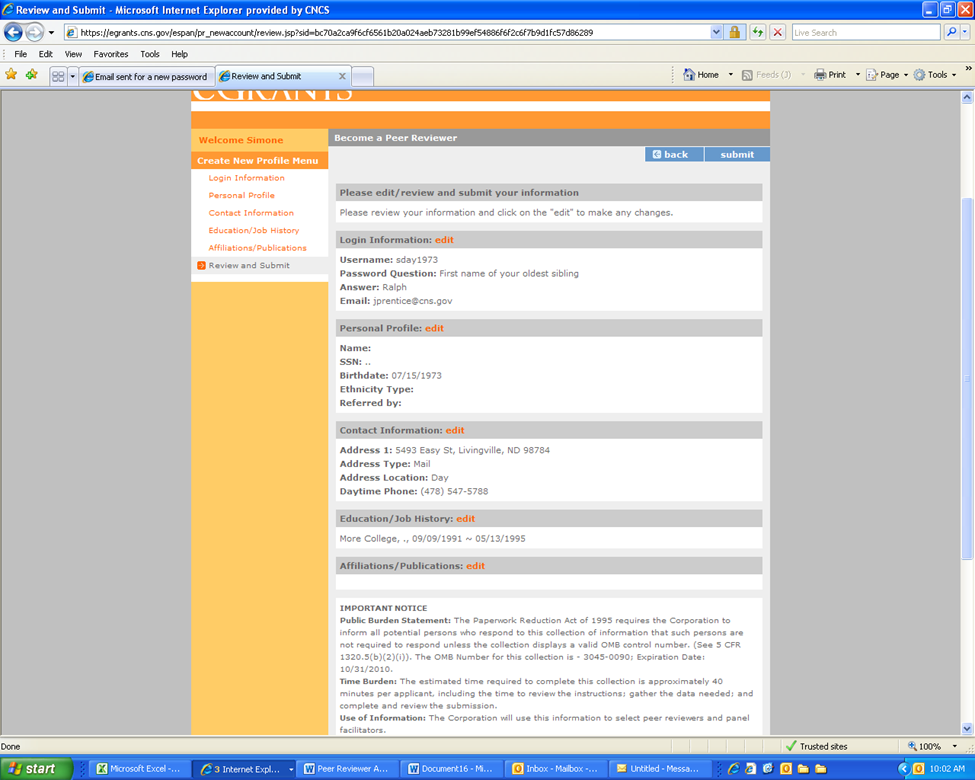 Review and Submit - Microsoft Internet Explorer provided by CNCS
https://egrants.cns.gov/espan/pr_newaccount/review.jsp?sid=bc70a2ca9f6cf6561b20a024aeb73281b99ef54886f6f2c6f7b9d1fc57d86289
Live Search
File Edit View Favorites Tools Help
Email sent for a new password
Review and Submit
Home
Feeds (J)
Print
Page
Tools
EGRANTS
Welcome Simone
Become a Peer Reviewer
back submit
Create New Profile Menu
Login Information
Personal Profile
Contact Information
Education/Job History
Affiliations/Publications
Review and Submit
Please edit/review and submit your information
Please review your information and click on the "edit" to make any changes.
Login Information: edit
Username: sday1973
Password Question: First name of your oldest sibling
Answer: Ralph
Email: jprentice@cns.gov
Personal Profile: edit
Name:
SSN: ..
Birthdate: 07/15/1973
Ethnicity Type:
Referred by:
Contact Information: edit
Address 1: 5493 Easy St, Livingville, ND 98784
Address Type: Mail
Address Location: Day
Daytime Phone: (478) 547-5788
Education/Job History: edit
More College, ., 09/09/1991 ~ 05/13/1995
Affiliations/Publications: edit
IMPORTANT NOTICE
Public Burden Statement: The Paperwork Reduction Act of 1995 requires the Corporation to
inform all potential persons who respond to this collection of information that such persons are
not required to respond unless the collection displays a valid OMB control number. (See 5 CFR
1320.5(b)(2)(i)). The OMB Number for this collection is - 3045-0090; Expiration Date:
10/31/2010.
Time Burden: The estimated time required to complete this collection is approximately 40
minutes per applicant, including the time to review the instructions; gather the data needed; and
complete and review the submission.
Use of Information: The Corporation will use this information to select peer reviewers and panel
facilitators.
Done
Trusted sites
100%
start
Microsoft Excel -...
3 Internet Expl...
Peer Reviewer A...
Document16 - Mi...
Inbox - Mailbox -...
Untitled - Messa...
10:02 AM